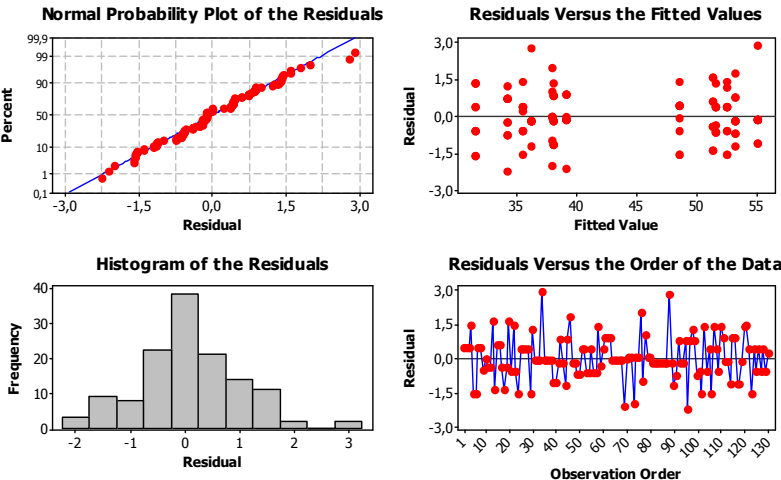 Normal Probability Plot of the Residuals
99,9
99
90
50
10
1
0,1
Percent
-3,0 -1,5 0,0 1,5 3,0
Residual
Residuals Versus the Fitted Values
3,0
1,5
0,0
-1,5
-3,0
Residual
35 40 45 50 55
Fitted Value
Histogram of the Residuals
40
30
20
10
0
Frequency
-2 -1 0 1 2 3
Residual
Residuals Versus the Order of the Data
3,0
1,5
0,0
-1,5
-3,0
Residual
1 10 20 30 40 50 60 70 80 90 100 110 120 130
Observation Order